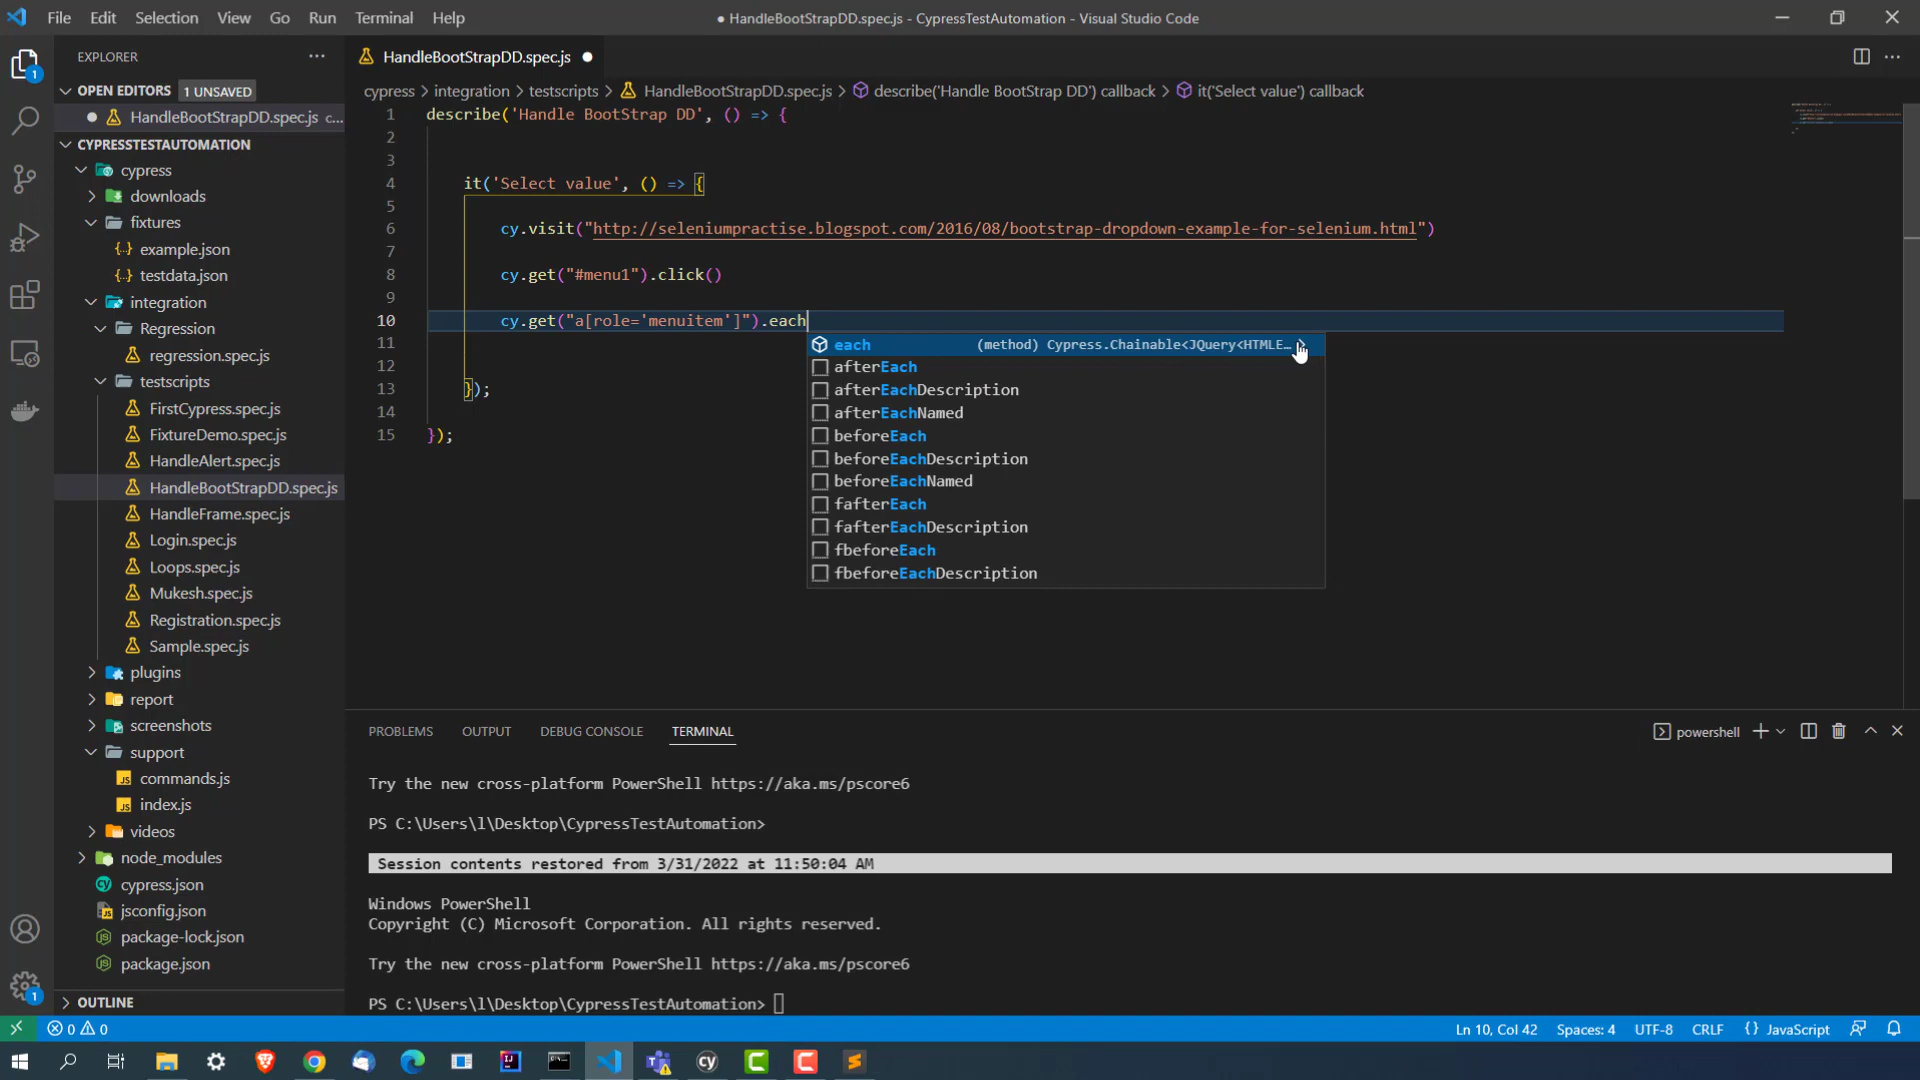 File Edit Selection View Go Run Terminal Help
● HandleBootStrapDD.spec.js - CypressTestAutomation - Visual Studio Code
EXPLORER
OPEN EDITORS 1 UNSAVED
HandleBootStrapDD.spec.js c...
CYPRESSTESTAUTOMATION
cypress
downloads
fixtures
example.json
testdata.json
integration
Regression
regression.spec.js
testscripts
FirstCypress.spec.js
FixtureDemo.spec.js
HandleAlert.spec.js
HandleBootStrapDD.spec.js
HandleFrame.spec.js
Login.spec.js
Loops.spec.js
Mukesh.spec.js
Registration.spec.js
Sample.spec.js
plugins
report
screenshots
support
commands.js
index.js
videos
node_modules
cypress.json
jsconfig.json
package-lock.json
package.json
OUTLINE
HandleBootStrapDD.spec.js
cypress > integration > testscripts > HandleBootStrapDD.spec.js > describe('Handle BootStrap DD') callback > it('Select value') callback
1 describe('Handle BootStrap DD', () => {
2
3
4 it('Select value', () => {
5
6 cy.visit("http://seleniumpractise.blogspot.com/2016/08/bootstrap-dropdown-example-for-selenium.html")
7
8 cy.get("#menu1").click()
9
10 cy.get("a[role='menuitem']").each
11
12
13 });
14
15 });
each (method) Cypress.Chainable<JQuery<HTMLE…
afterEach
afterEachDescription
afterEachNamed
beforeEach
beforeEachDescription
beforeEachNamed
fafterEach
fafterEachDescription
fbeforeEach
fbeforeEachDescription
PROBLEMS OUTPUT DEBUG CONSOLE TERMINAL
powershell
Try the new cross-platform PowerShell https://aka.ms/pscore6
PS C:\Users\l\Desktop\CypressTestAutomation>
Session contents restored from 3/31/2022 at 11:50:04 AM
Windows PowerShell
Copyright (C) Microsoft Corporation. All rights reserved.
Try the new cross-platform PowerShell https://aka.ms/pscore6
PS C:\Users\l\Desktop\CypressTestAutomation>
0 0
Ln 10, Col 42 Spaces: 4 UTF-8 CRLF {} JavaScript